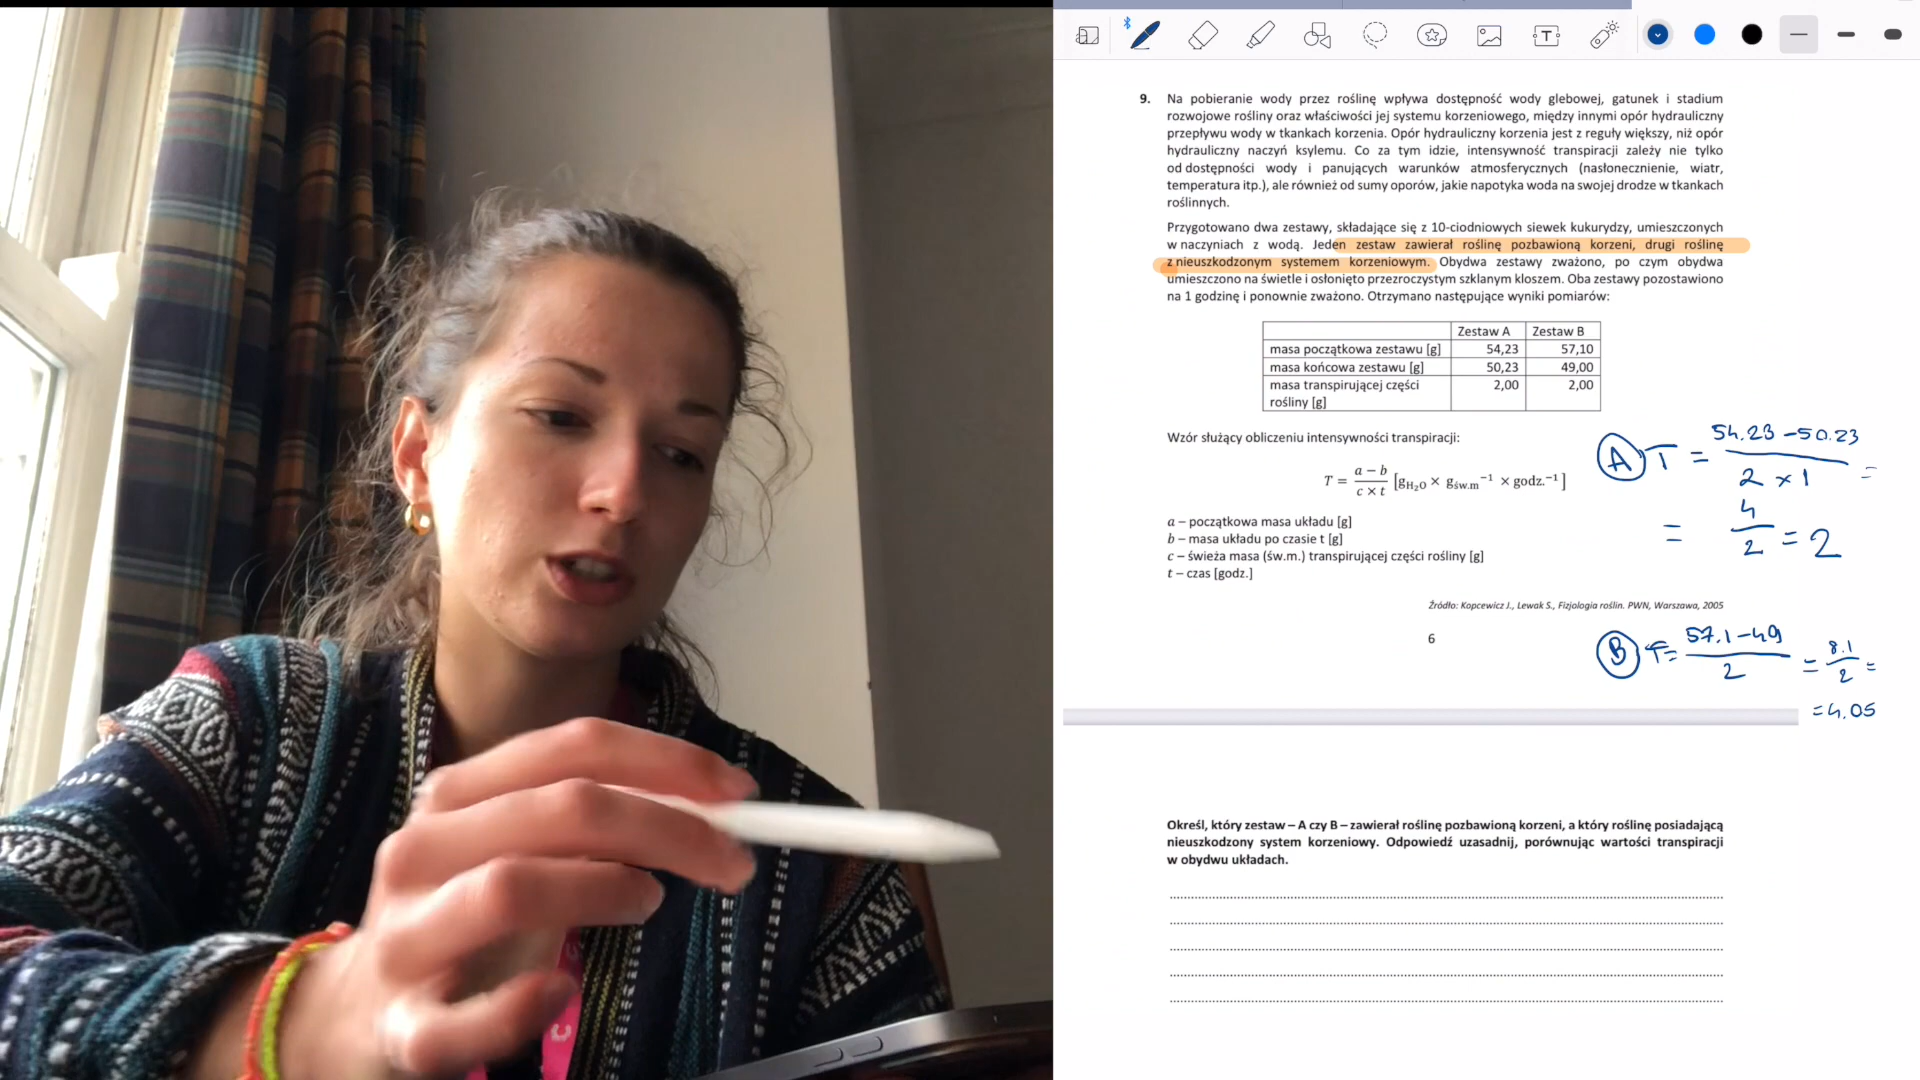 9. Na pobieranie wody przez roślinę wpływa dostępność wody glebowej, gatunek i stadium
rozwojowe rośliny oraz właściwości jej systemu korzeniowego, między innymi opór hydrauliczny
przepływu wody w tkankach korzenia. Opór hydrauliczny korzenia jest z reguły większy, niż opór
hydrauliczny naczyń ksylemu. Co za tym idzie, intensywność transpiracji zależy nie tylko
od dostępności wody i panujących warunków atmosferycznych (nasłonecznienie, wiatr,
temperatura itp.), ale również od sumy oporów, jakie napotyka woda na swojej drodze w tkankach
roślinnych.
Przygotowano dwa zestawy, składające się z 10-ciodniowych siewek kukurydzy, umieszczonych
w naczyniach z wodą. Jeden zestaw zawierał roślinę pozbawioną korzeni, drugi roślinę
z nieuszkodzonym systemem korzeniowym. Obydwa zestawy zważono, po czym obydwa
umieszczono na świetle i osłonięto przezroczystym szklanym kloszem. Oba zestawy pozostawiono
na 1 godzinę i ponownie zważono. Otrzymano następujące wyniki pomiarów:
Zestaw A Zestaw B
masa początkowa zestawu [g] 54,23 57,10
masa końcowa zestawu [g] 50,23 49,00
masa transpirującej części 2,00 2,00
rośliny [g]
Wzór służący obliczeniu intensywności transpiracji:
T = (a − b)/(c × t) [gH₂O × gśw.m⁻¹ × godz.⁻¹]
a – początkowa masa układu [g]
b – masa układu po czasie t [g]
c – świeża masa (św.m.) transpirującej części rośliny [g]
t – czas [godz.]
Źródło: Kopcewicz J., Lewak S., Fizjologia roślin. PWN, Warszawa, 2005
6
A T = (54.23 − 50.23)/(2 × 1) =
= 4/2 = 2
B T = (57.1 − 49)/2 = 8.1/2 =
= 4.05
Określ, który zestaw – A czy B – zawierał roślinę pozbawioną korzeni, a który roślinę posiadającą
nieuszkodzony system korzeniowy. Odpowiedź uzasadnij, porównując wartości transpiracji
w obydwu układach.